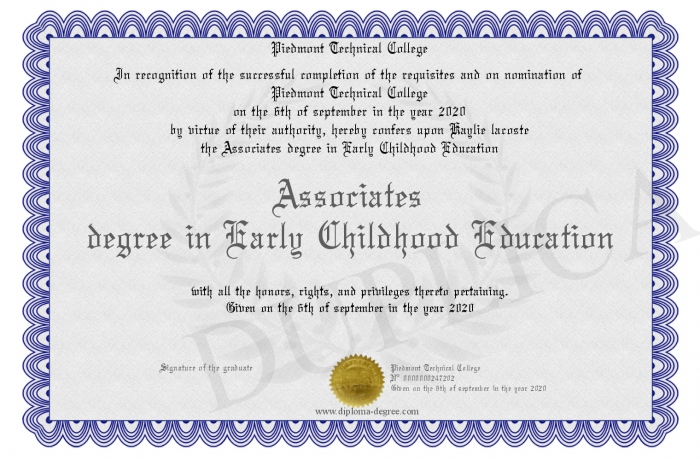 Piedmont Technical College
In recognition of the successful completion of the requisites and on nomination of
Piedmont Technical College
on the 6th of september in the year 2020
by virtue of their authority, hereby confers upon Kaylie lacoste
the Associates degree in Early Childhood Education
Associates
degree in Early Childhood Education
with all the honors, rights, and privileges thereto pertaining.
Given on the 6th of september in the year 2020
Signature of the graduate
Piedmont Technical College
N° 0000000247202
Given on the 6th of september in the year 2020
www.diploma-degree.com
DUPLICA